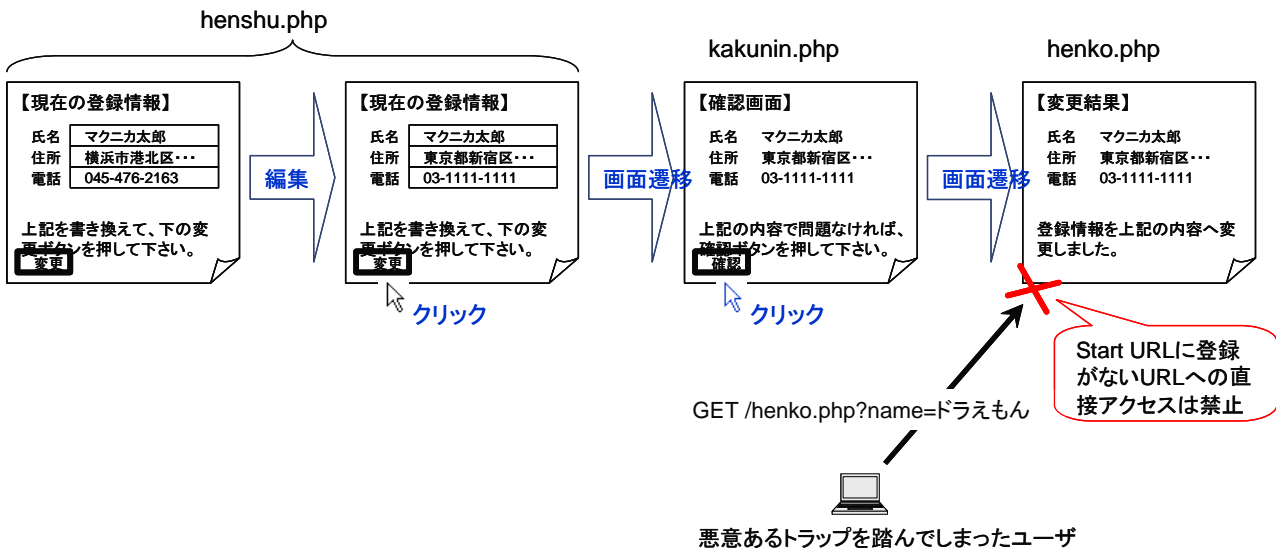 henshu.php
kakunin.php
henko.php
【現在の登録情報】
氏名 マクニカ太郎
住所 横浜市港北区・・・
電話 045-476-2163
上記を書き換えて、下の変
更ボタンを押して下さい。
変更
編集
【現在の登録情報】
氏名 マクニカ太郎
住所 東京都新宿区・・・
電話 03-1111-1111
上記を書き換えて、下の変
更ボタンを押して下さい。
変更
クリック
画面遷移
【確認画面】
氏名 マクニカ太郎
住所 東京都新宿区・・・
電話 03-1111-1111
上記の内容で問題なければ、
確認ボタンを押して下さい。
確認
クリック
画面遷移
【変更結果】
氏名 マクニカ太郎
住所 東京都新宿区・・・
電話 03-1111-1111
登録情報を上記の内容へ変
更しました。
Start URLに登録
がないURLへの直
接アクセスは禁止
GET /henko.php?name=ドラえもん
悪意あるトラップを踏んでしまったユーザ